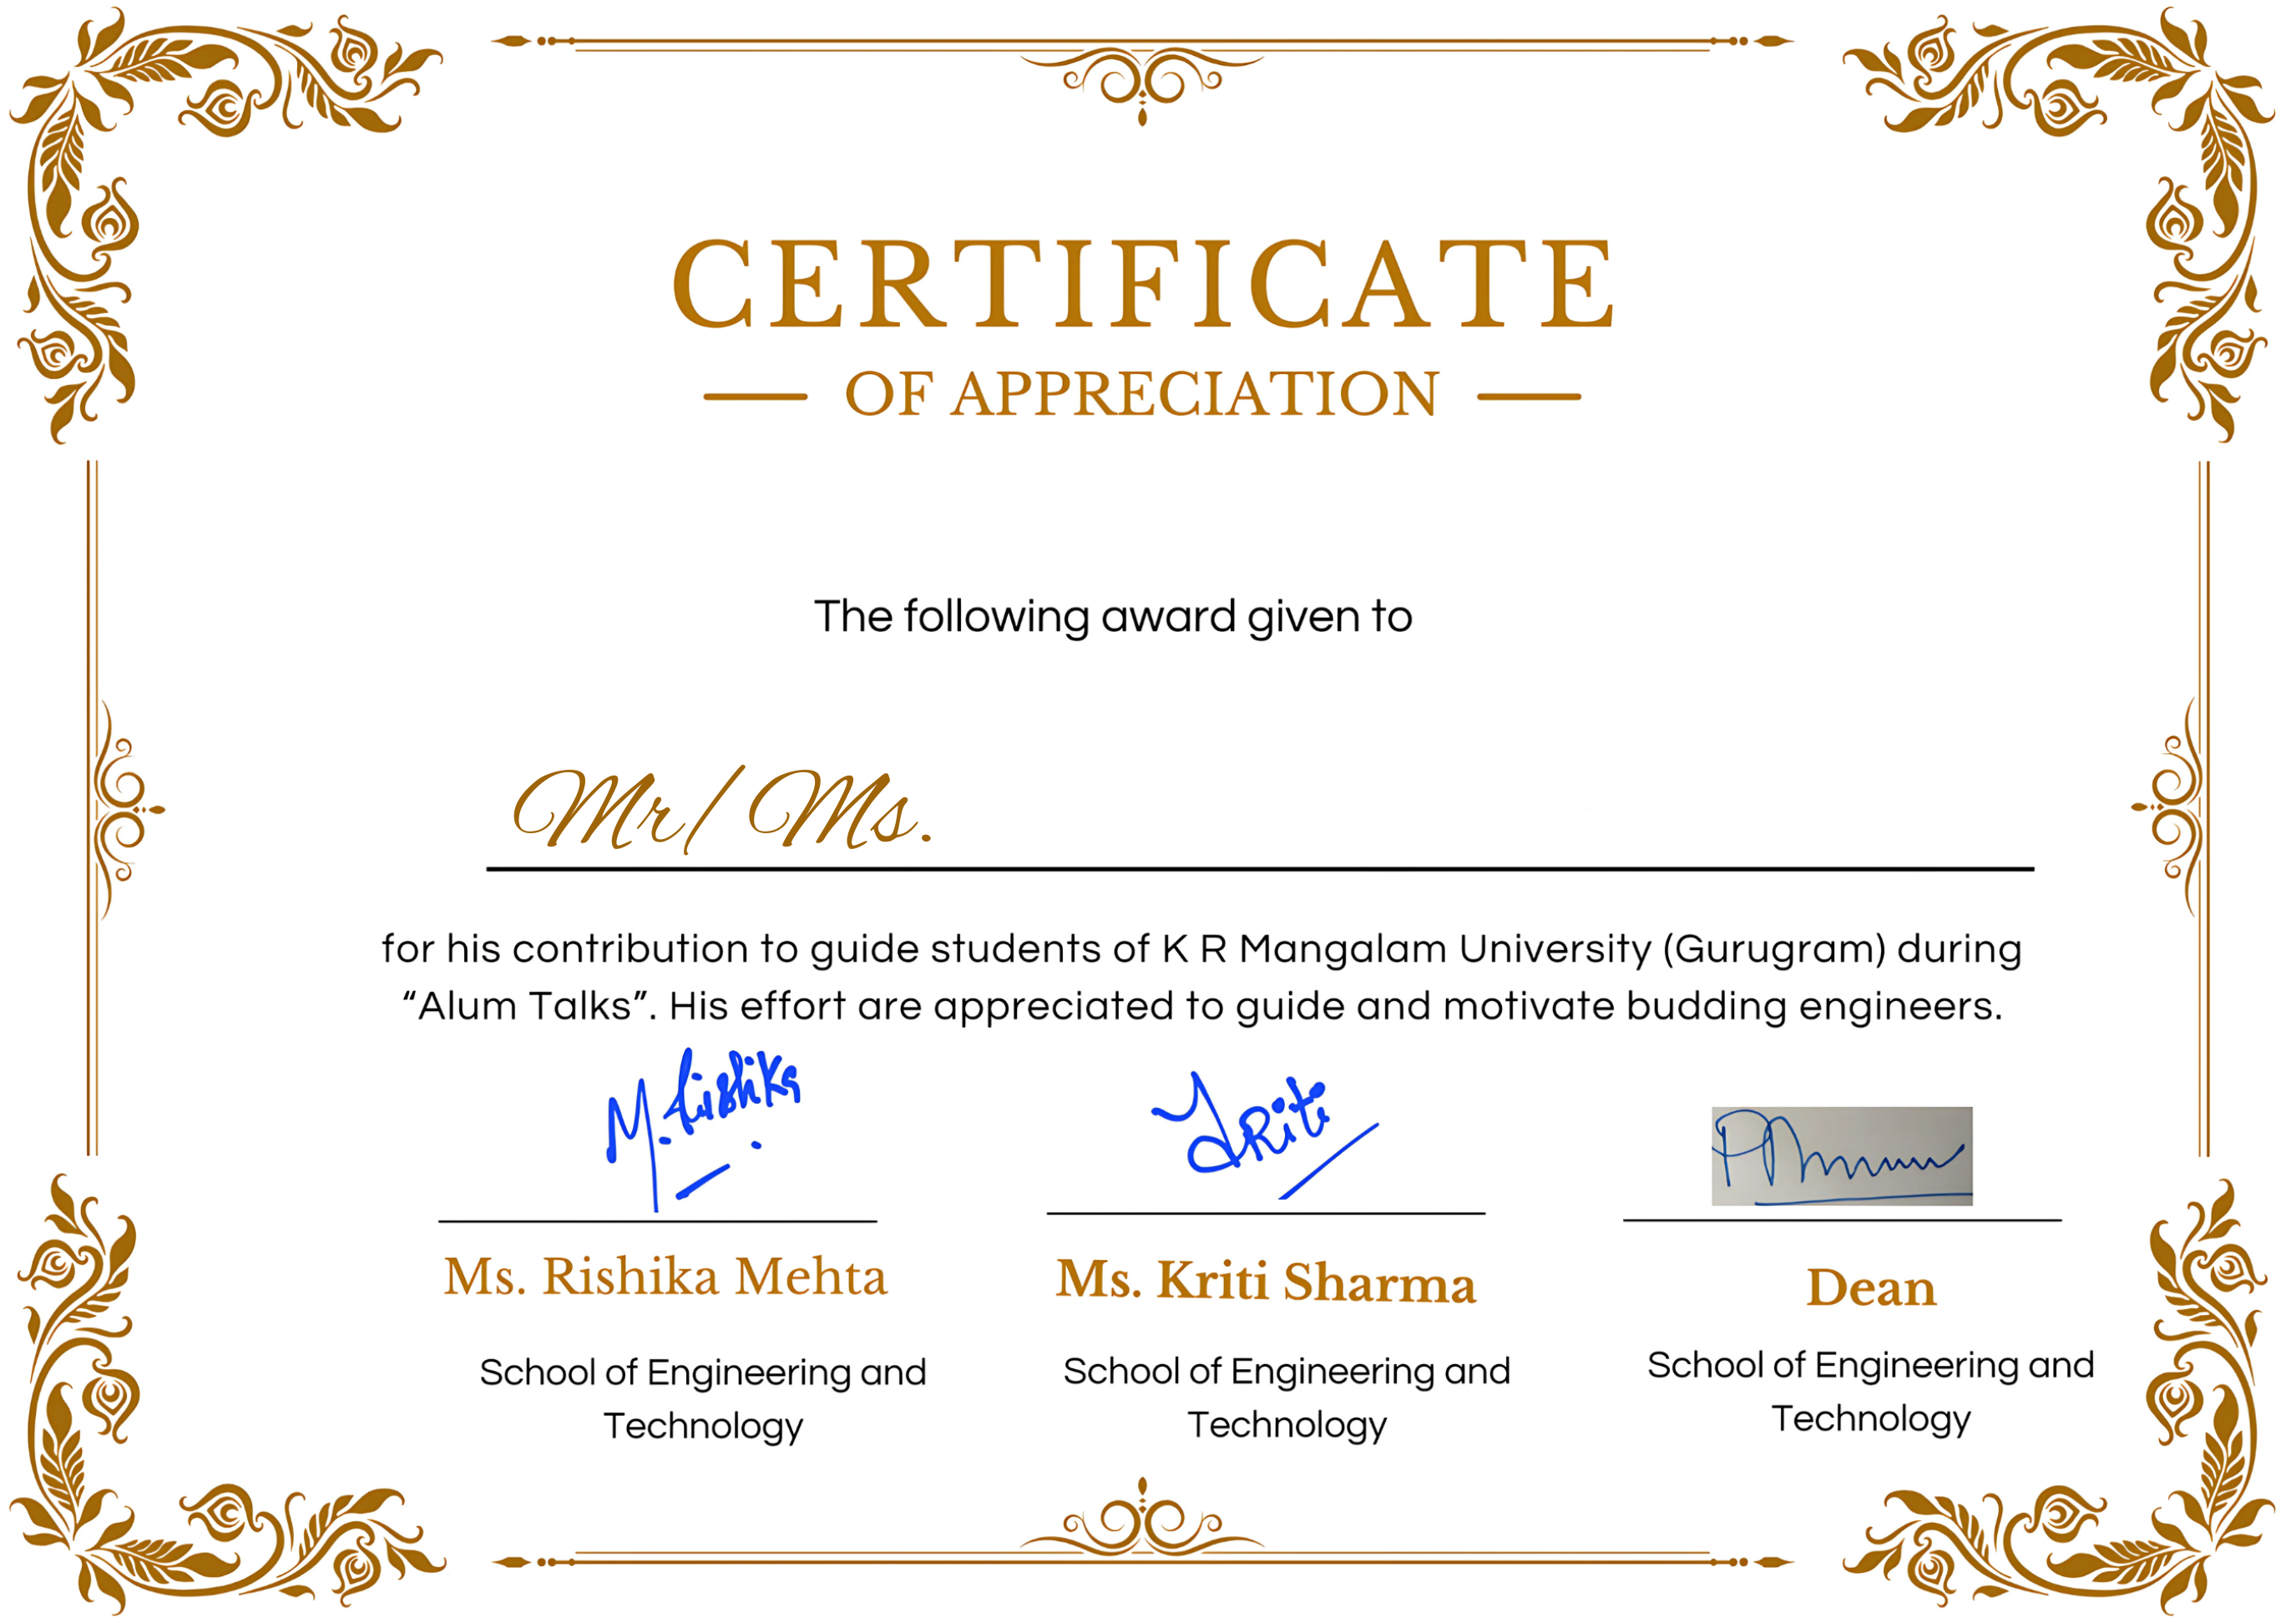 CERTIFICATE
OF APPRECIATION
The following award given to
Mr/ Ms.
for his contribution to guide students of K R Mangalam University (Gurugram) during
“Alum Talks”. His effort are appreciated to guide and motivate budding engineers.
M. Rishika
Kriti
Ms. Rishika Mehta
Ms. Kriti Sharma
Dean
School of Engineering and
Technology
School of Engineering and
Technology
School of Engineering and
Technology